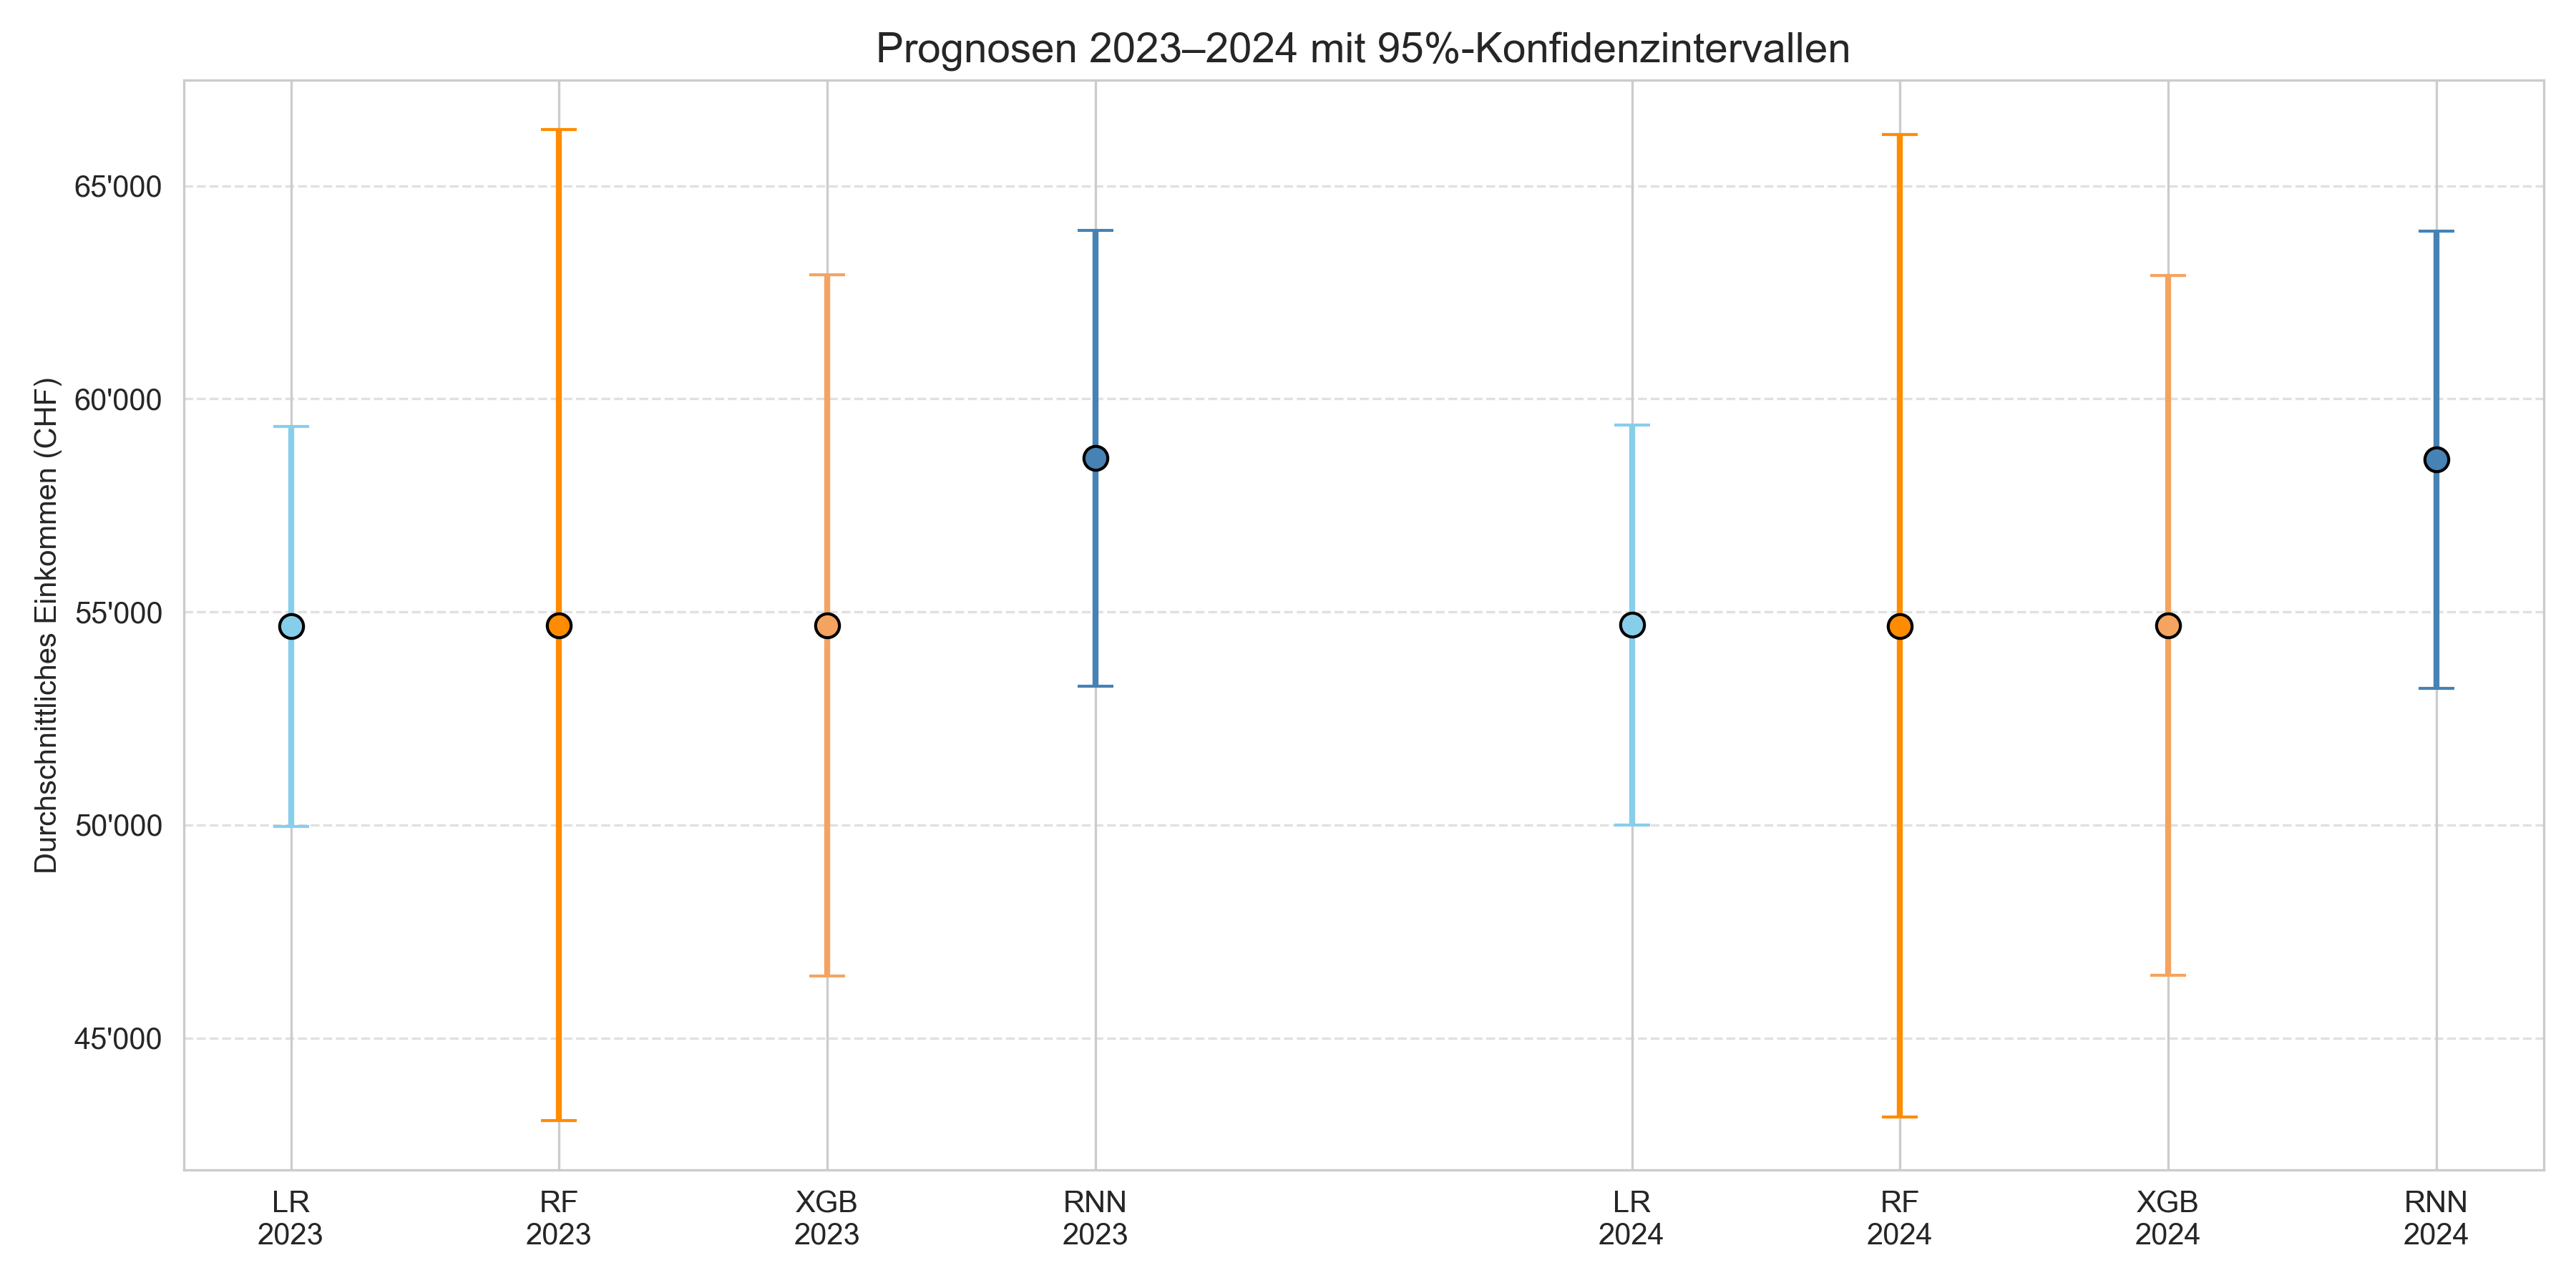 Prognosen 2023–2024 mit 95%-Konfidenzintervallen
Durchschnittliches Einkommen (CHF)
65'000
60'000
55'000
50'000
45'000
LR
2023
RF
2023
XGB
2023
RNN
2023
LR
2024
RF
2024
XGB
2024
RNN
2024